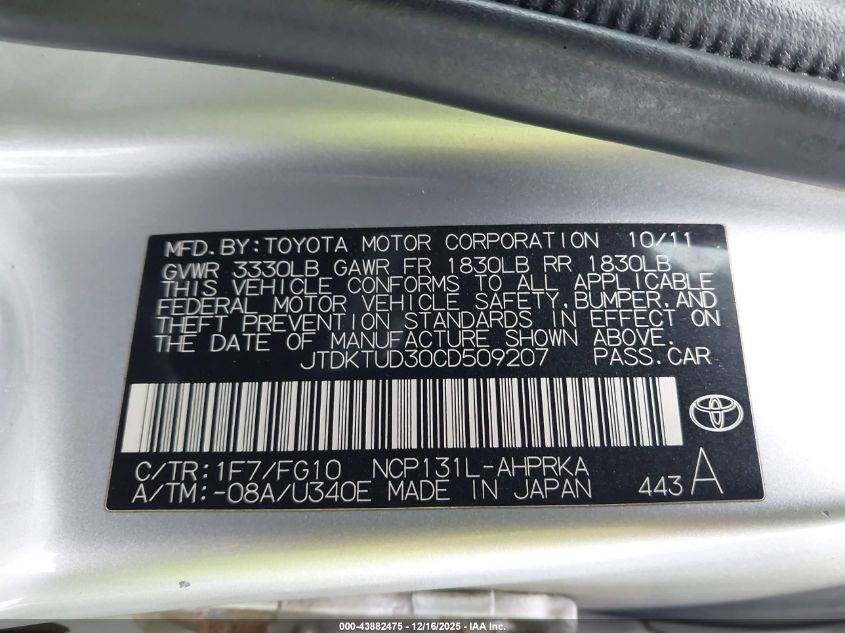 MFD. BY: TOYOTA MOTOR CORPORATION 10/11
GVWR 3330LB GAWR FR 1830LB RR 1830LB
THIS VEHICLE CONFORMS TO ALL APPLICABLE
FEDERAL MOTOR VEHICLE SAFETY, BUMPER, AND
THEFT PREVENTION STANDARDS IN EFFECT ON
THE DATE OF MANUFACTURE SHOWN ABOVE.
JTDKTUD30CD509207 PASS. CAR
C/TR: 1F7/FG10 NCP131L-AHPRKA
A/TM: -08A/U340E MADE IN JAPAN 443 A
000-43882475 - 12/16/2025 - IAA Inc.